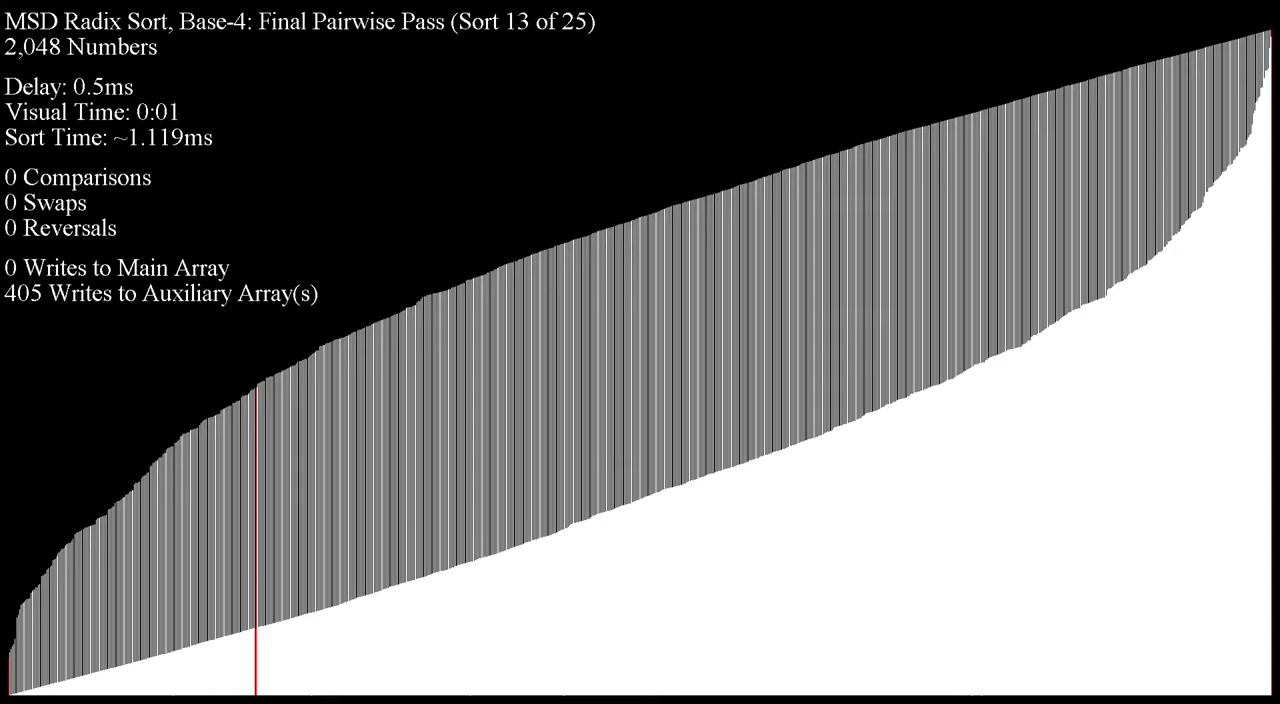 MSD Radix Sort, Base-4: Final Pairwise Pass (Sort 13 of 25)
2,048 Numbers
Delay: 0.5ms
Visual Time: 0:01
Sort Time: ~1.119ms
0 Comparisons
0 Swaps
0 Reversals
0 Writes to Main Array
405 Writes to Auxiliary Array(s)